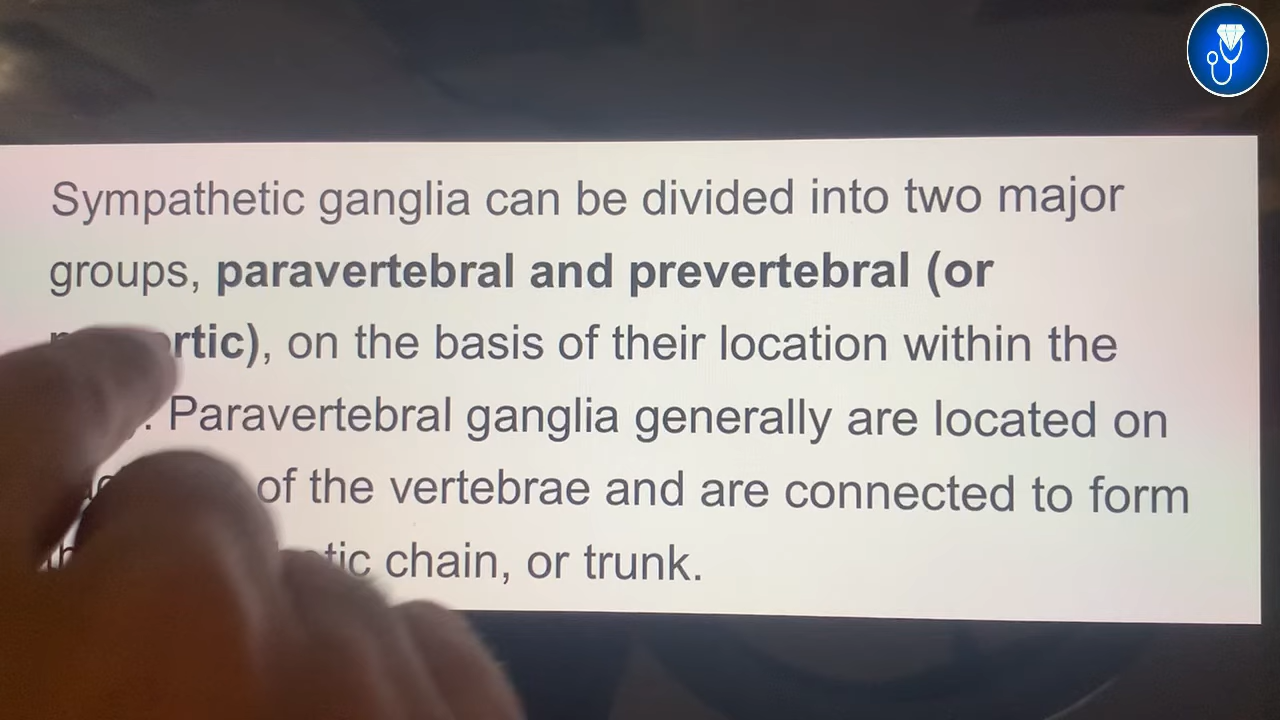 Sympathetic ganglia can be divided into two major
groups, paravertebral and prevertebral (or
rtic), on the basis of their location within the
. Paravertebral ganglia generally are located on
of the vertebrae and are connected to form
tic chain, or trunk.